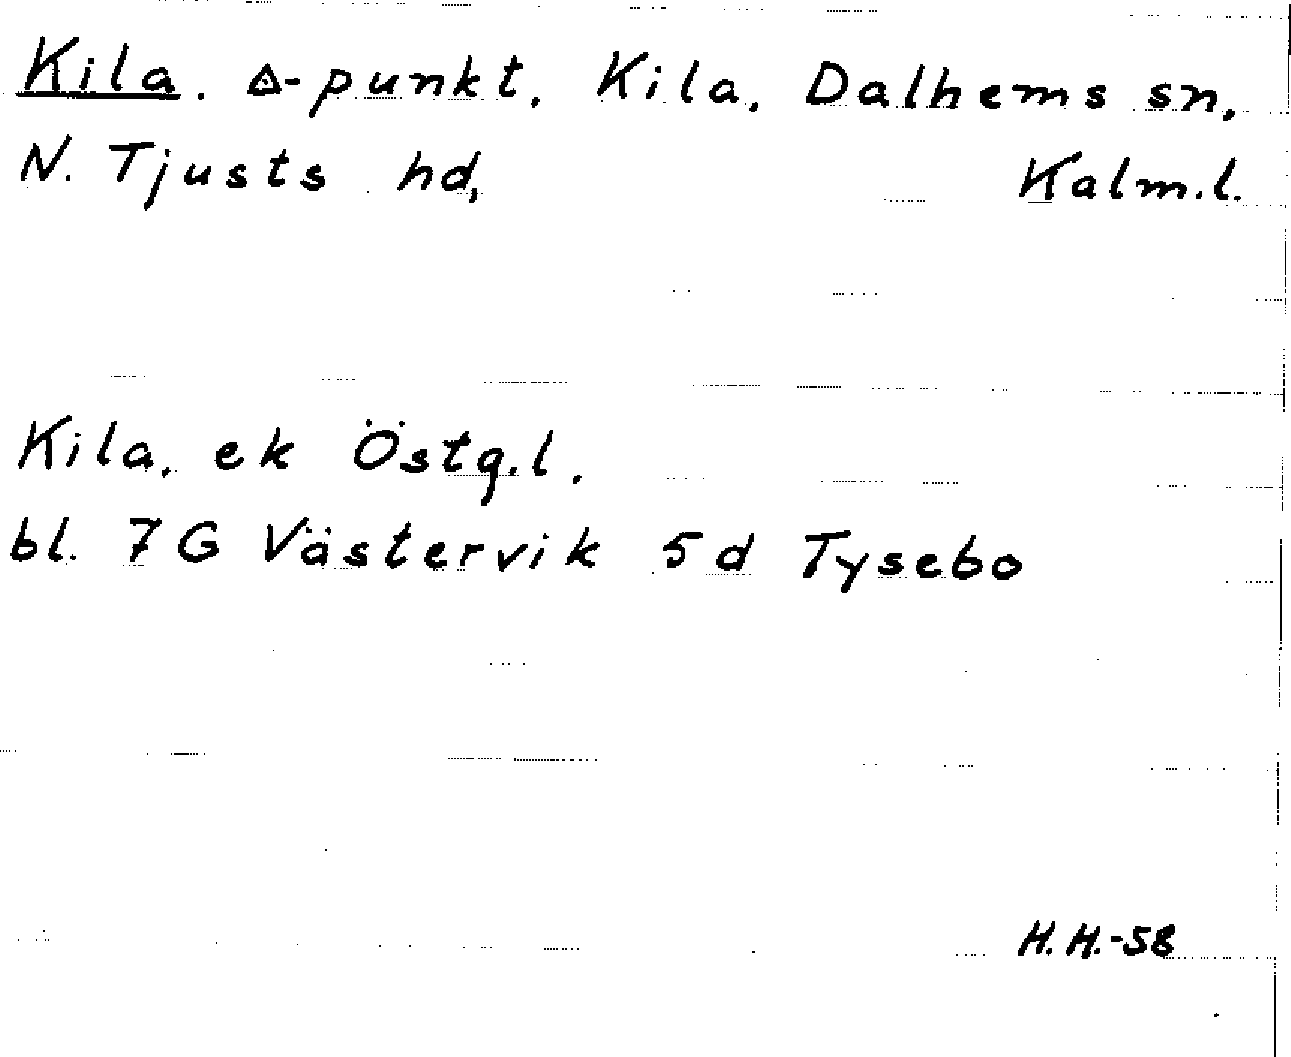 Kila. △-punkt, Kila, Dalhems sn,
N. Tjusts hd, Kalm.l.
Kila, ek Östg.l.
bl. 7G Västervik 5d Tysebo
H.H.-58